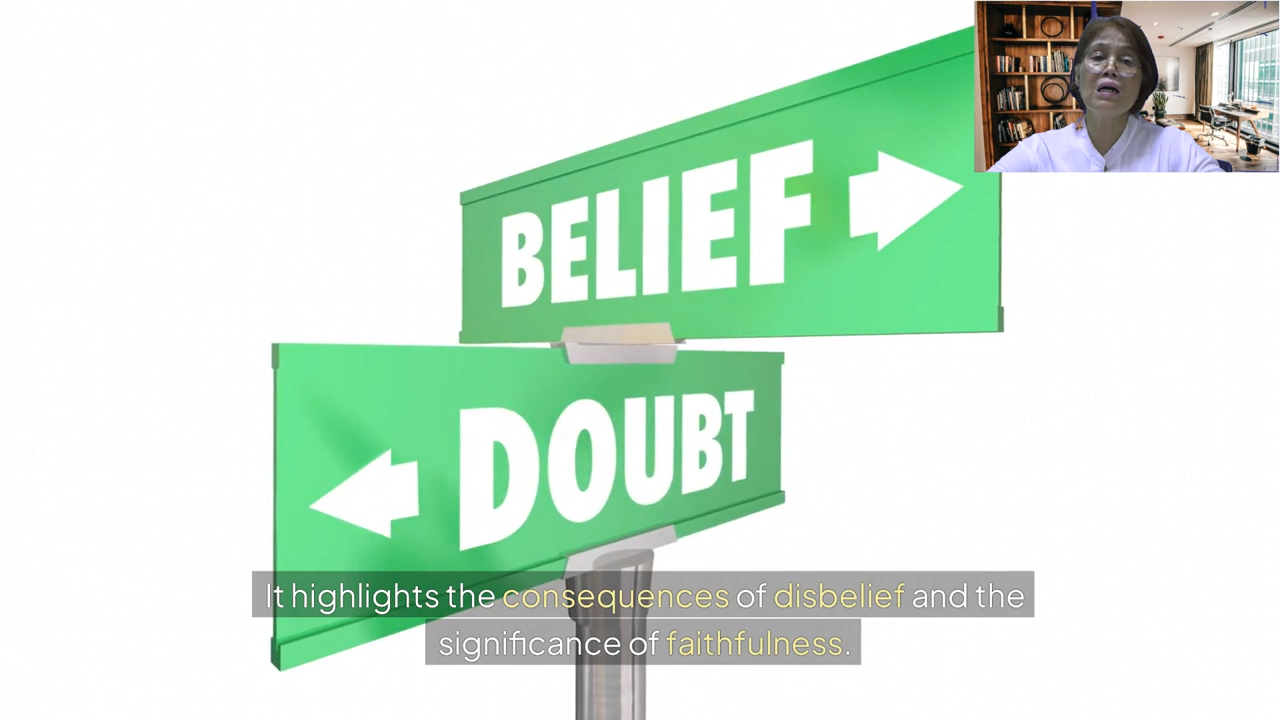 BELIEF
DOUBT
It highlights the consequences of disbelief and the
significance of faithfulness.